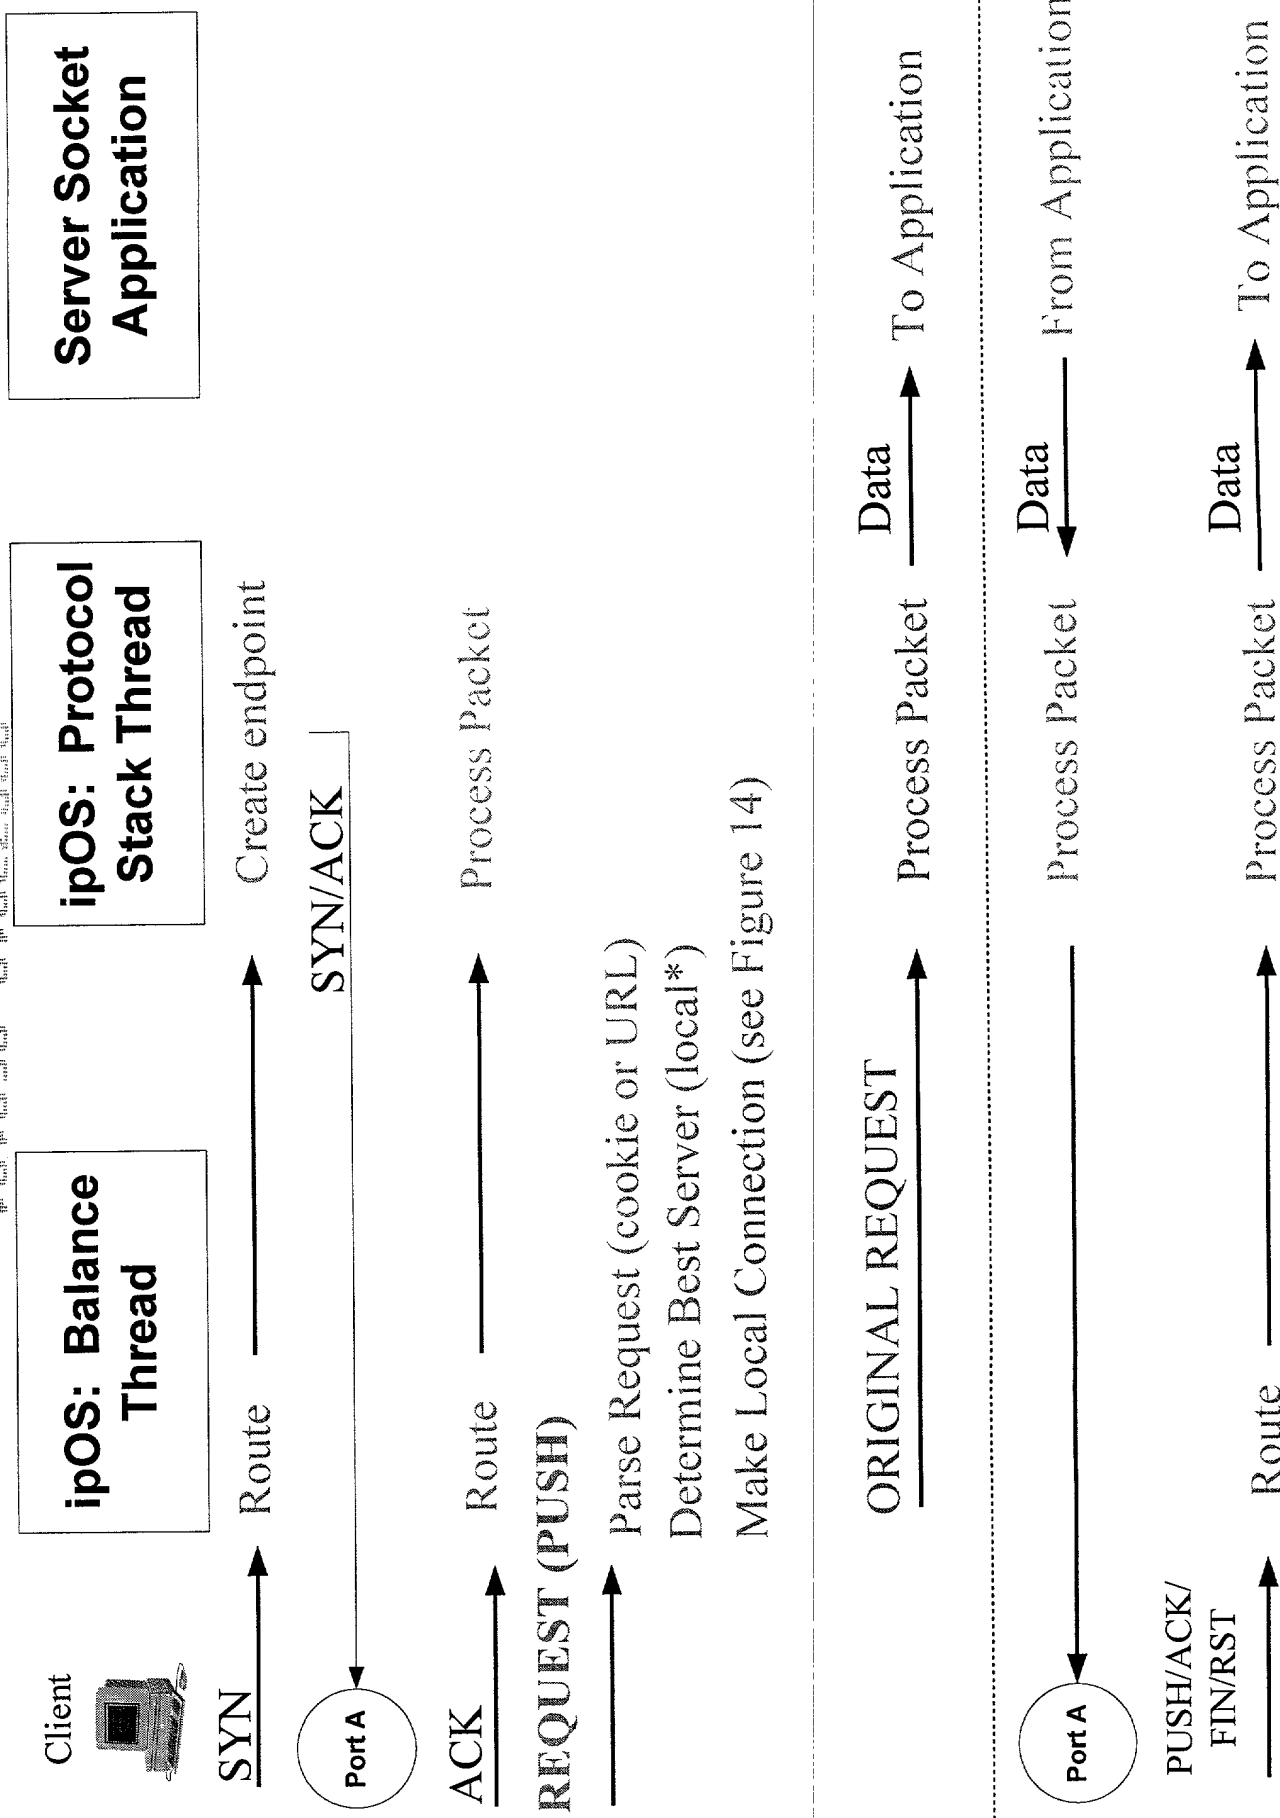 Client
ipOS: Balance
Thread
ipOS: Protocol
Stack Thread
Server Socket
Application
SYN
Route
Create endpoint
SYN/ACK
Port A
ACK
Route
Process Packet
REQUEST (PUSH)
Parse Request (cookie or URL)
Determine Best Server (local*)
Make Local Connection (see Figure 14)
ORIGINAL REQUEST
Process Packet
Data
To Application
Port A
Process Packet
Data
From Application
PUSH/ACK/
FIN/RST
Route
Process Packet
Data
To Application